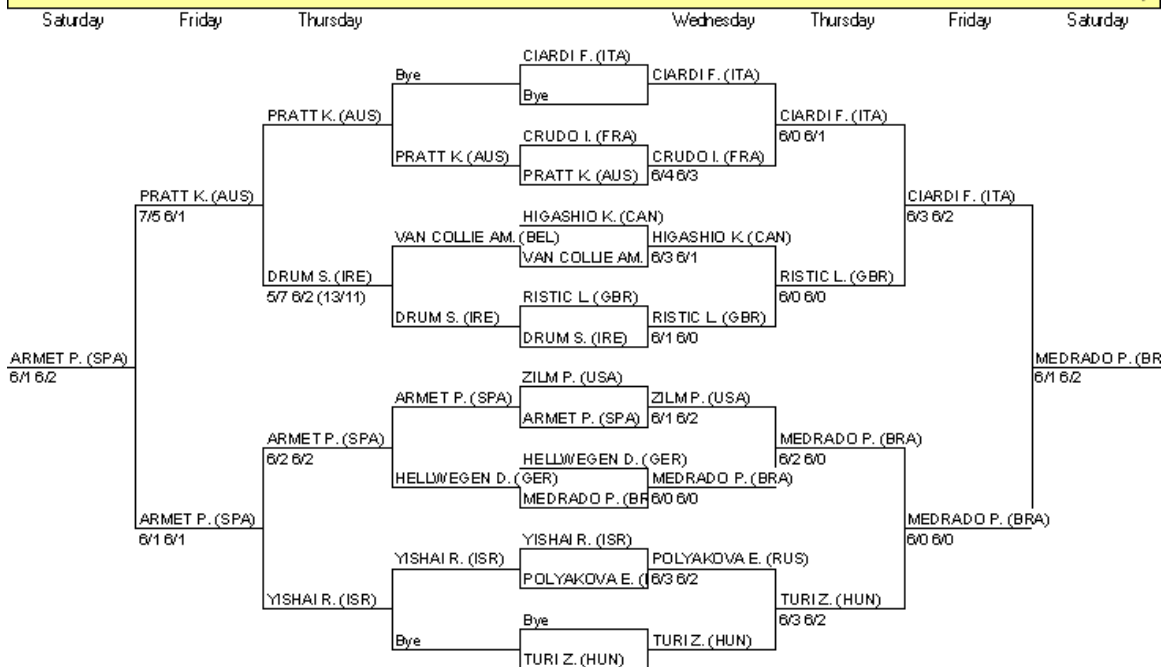 Saturday Friday Thursday Wednesday Thursday Friday Saturday
CIARDI F. (ITA)
Bye CIARDI F. (ITA)
Bye
PRATT K. (AUS) CIARDI F. (ITA)
CRUDO I. (FRA) 6/0 6/1
PRATT K. (AUS) CRUDO I. (FRA)
PRATT K. (AUS) 6/4 6/3
PRATT K. (AUS) CIARDI F. (ITA)
7/5 6/1 HIGASHIO K. (CAN) 6/3 6/2
VAN COLLIE AM. (BEL) HIGASHIO K. (CAN)
VAN COLLIE AM. 6/3 6/1
DRUM S. (IRE) RISTIC L. (GBR)
5/7 6/2 (13/11) RISTIC L. (GBR) 6/0 6/0
DRUM S. (IRE) RISTIC L. (GBR)
DRUM S. (IRE) 6/1 6/0
ARMET P. (SPA) MEDRADO P. (BR
6/1 6/2 ZILM P. (USA) 6/1 6/2
ARMET P. (SPA) ZILM P. (USA)
ARMET P. (SPA) 6/1 6/2
ARMET P. (SPA) MEDRADO P. (BRA)
6/2 6/2 HELLWEGEN D. (GER) 6/2 6/0
HELLWEGEN D. (GER) MEDRADO P. (BRA)
MEDRADO P. (BR 6/0 6/0
ARMET P. (SPA) MEDRADO P. (BRA)
6/1 6/1 YISHAI R. (ISR) 6/0 6/0
YISHAI R. (ISR) POLYAKOVA E. (RUS)
POLYAKOVA E. ( 6/3 6/2
YISHAI R. (ISR) TURI Z. (HUN)
Bye 6/3 6/2
Bye TURI Z. (HUN)
TURI Z. (HUN)